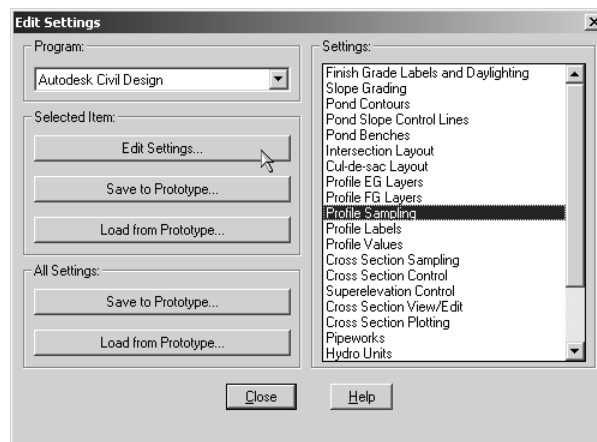 Edit Settings
Program:
Autodesk Civil Design
Selected Item:
Edit Settings...
Save to Prototype...
Load from Prototype...
All Settings:
Save to Prototype...
Load from Prototype...
Settings:
Finish Grade Labels and Daylighting
Slope Grading
Pond Contours
Pond Slope Control Lines
Pond Benches
Intersection Layout
Cul-de-sac Layout
Profile EG Layers
Profile FG Layers
Profile Sampling
Profile Labels
Profile Values
Cross Section Sampling
Cross Section Control
Superelevation Control
Cross Section View/Edit
Cross Section Plotting
Pipeworks
Hydro Units
Close
Help